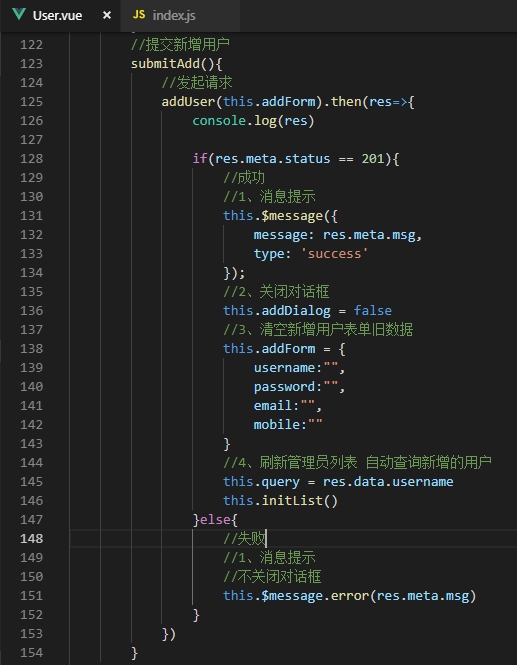 User.vue × JS index.js
122 //提交新增用户
123 submitAdd(){
124 //发起请求
125 addUser(this.addForm).then(res=>{
126 console.log(res)
127
128 if(res.meta.status == 201){
129 //成功
130 //1、消息提示
131 this.$message({
132 message: res.meta.msg,
133 type: 'success'
134 });
135 //2、关闭对话框
136 this.addDialog = false
137 //3、清空新增用户表单旧数据
138 this.addForm = {
139 username:"",
140 password:"",
141 email:"",
142 mobile:""
143 }
144 //4、刷新管理员列表 自动查询新增的用户
145 this.query = res.data.username
146 this.initList()
147 }else{
148 //失败
149 //1、消息提示
150 //不关闭对话框
151 this.$message.error(res.meta.msg)
152 }
153 })
154 }